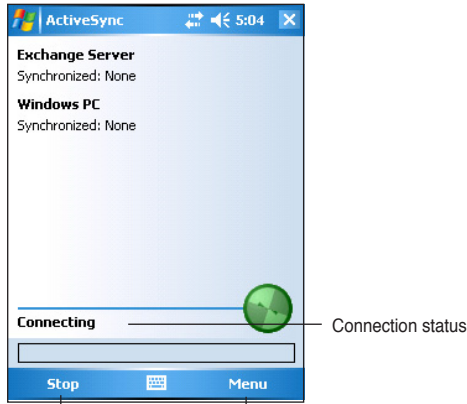 ActiveSync 5:04
Exchange Server
Synchronized: None
Windows PC
Synchronized: None
Connecting
Connection status
Stop Menu